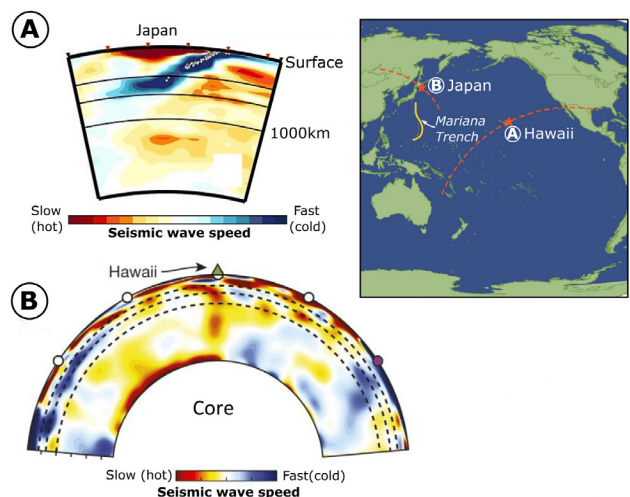 A
Japan
Surface
1000km
Slow
(hot)
Fast
(cold)
Seismic wave speed
B Japan
Mariana
Trench
A Hawaii
B
Hawaii
Core
Slow (hot)
Fast(cold)
Seismic wave speed